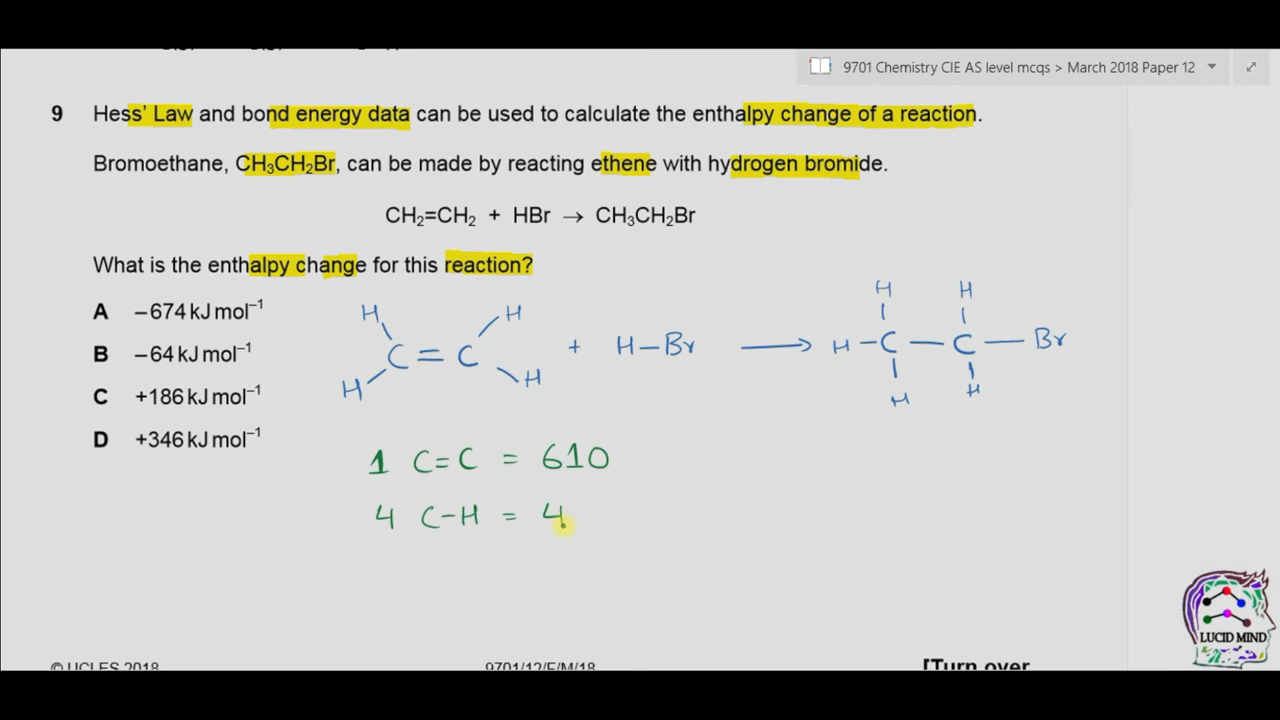 9701 Chemistry CIE AS level mcqs > March 2018 Paper 12
9 Hess' Law and bond energy data can be used to calculate the enthalpy change of a reaction.
Bromoethane, CH₃CH₂Br, can be made by reacting ethene with hydrogen bromide.
CH₂=CH₂ + HBr → CH₃CH₂Br
What is the enthalpy change for this reaction?
A −674 kJ mol⁻¹
B −64 kJ mol⁻¹
C +186 kJ mol⁻¹
D +346 kJ mol⁻¹
H H H H
C = C + H−Br → H−C−C−Br
H H H H
1 C=C = 610
4 C−H = 4
LUCID MIND
© UCLES 2018 9701/12/F/M/18 [Turn over